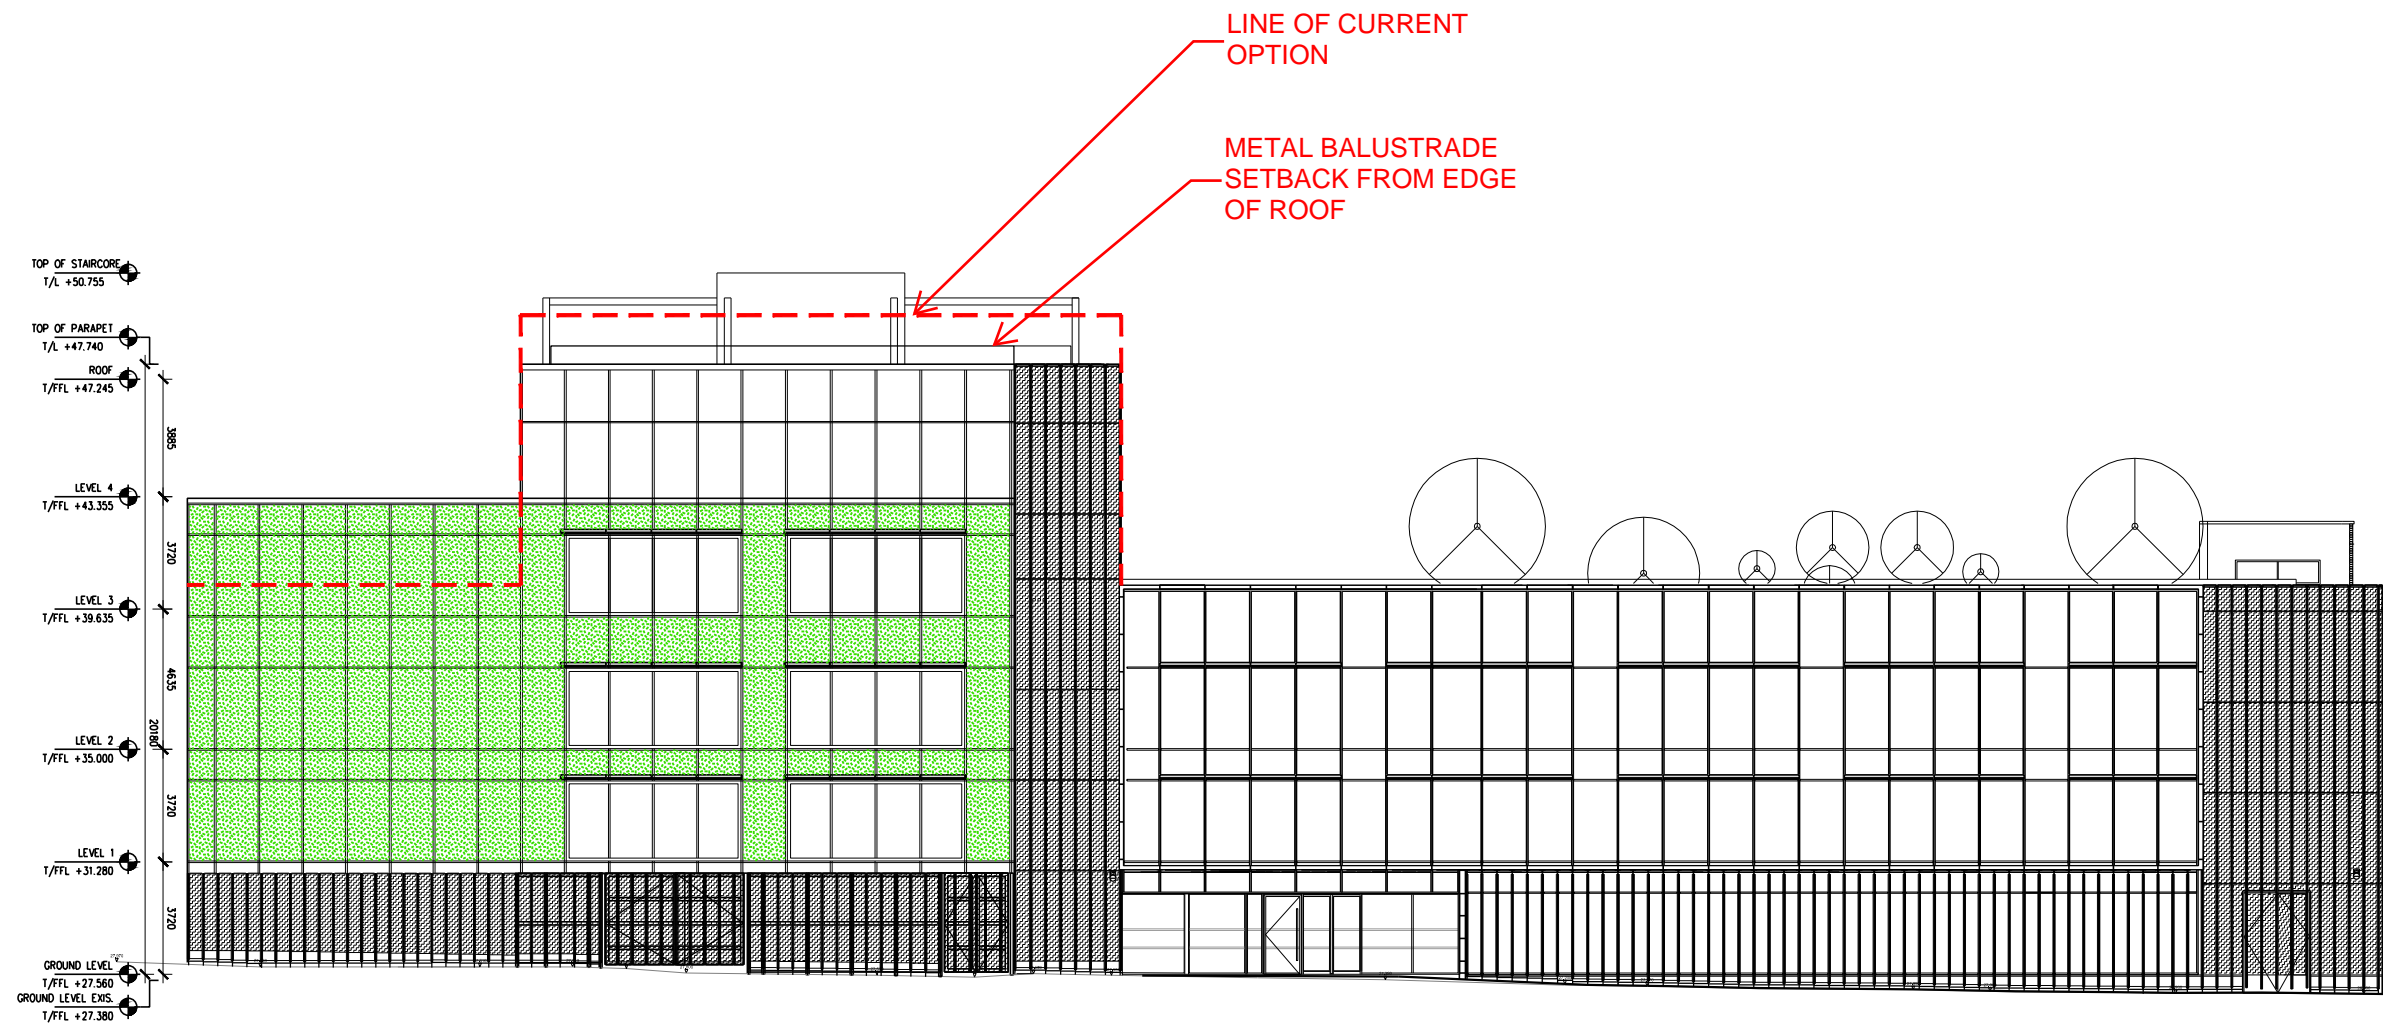 LINE OF CURRENT
OPTION
METAL BALUSTRADE
SETBACK FROM EDGE
OF ROOF
TOP OF STAIRCORE
T/L +50.755
TOP OF PARAPET
T/L +47.740
ROOF
T/FFL +47.245
3885
LEVEL 4
T/FFL +43.355
3720
LEVEL 3
T/FFL +39.635
4635
20180
LEVEL 2
T/FFL +35.000
3720
LEVEL 1
T/FFL +31.280
3720
GROUND LEVEL
T/FFL +27.560
GROUND LEVEL EXIS.
T/FFL +27.380